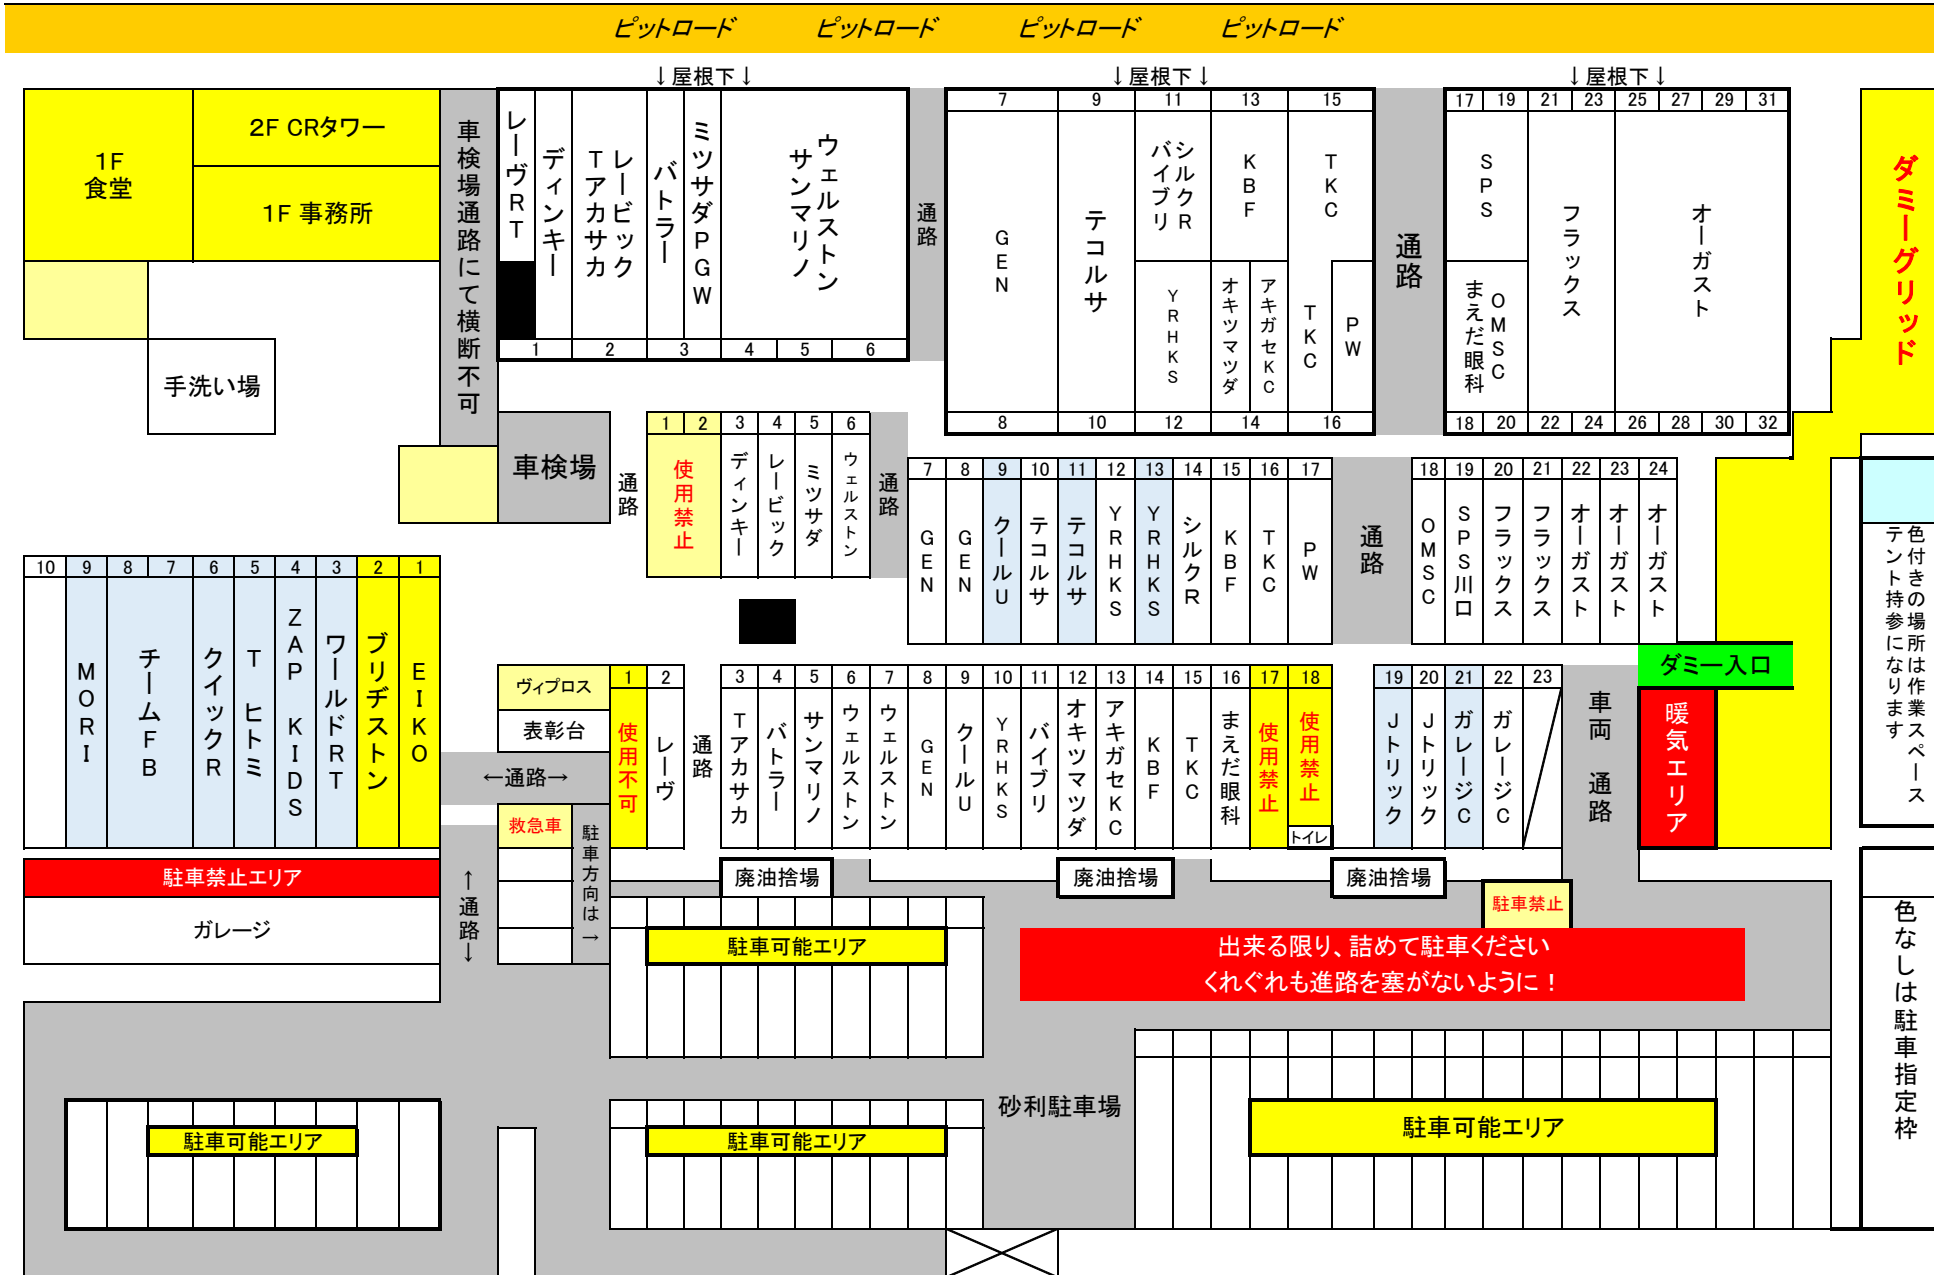 ピットロード ピットロード ピットロード ピットロード
↓屋根下↓ ↓屋根下↓ ↓屋根下↓
1F
食堂
2F CRタワー
1F 事務所
車検場通路にて横断不可
レーヴRT
ディンキー
レービック
Tアカサカ
バトラー
ミツサダPGW
ウェルストン
サンマリノ
1 2 3 4 5 6
通路
7 9 11 13 15
GEN
テコルサ
シルクR
バイブリ
KBF
TKC
YRHKS
オキツマツダ
アキガセKC
TKC
PW
8 10 12 14 16
通路
17 19 21 23 25 27 29 31
SPS
OMSC
まえだ眼科
フラックス
オーガスト
18 20 22 24 26 28 30 32
ダミーグリッド
手洗い場
車検場
通路
1 2 3 4 5 6
使用禁止
ディンキー
レービック
ミツサダ
ウェルストン
通路
7 8 9 10 11 12 13 14 15 16 17
GEN
GEN
クールU
テコルサ
テコルサ
YRHKS
YRHKS
シルクR
KBF
TKC
PW
通路
18 19 20 21 22 23 24
OMSC
SPS川口
フラックス
フラックス
オーガスト
オーガスト
オーガスト
色付きの場所は作業スペース
テント持参になります
10 9 8 7 6 5 4 3 2 1
MORI
チームFB
クイックR
T ヒトミ
ZAP KIDS
ワールドRT
ブリヂストン
EIKO
ヴィプロス
表彰台
←通路→
救急車
駐車方向は→
↑通路↓
1 2
使用不可
レーヴ
通路
3 4 5 6 7 8 9 10 11 12 13 14 15 16 17 18
Tアカサカ
バトラー
サンマリノ
ウェルストン
ウェルストン
GEN
クールU
YRHKS
バイブリ
オキツマツダ
アキガセKC
KBF
TKC
まえだ眼科
使用禁止
使用禁止
トイレ
19 20 21 22 23
Jトリック
Jトリック
ガレージC
ガレージC
車両 通路
ダミー入口
暖気エリア
駐車禁止エリア
ガレージ
廃油捨場 廃油捨場 廃油捨場
駐車禁止
駐車可能エリア
出来る限り、詰めて駐車ください
くれぐれも進路を塞がないように！
色なしは駐車指定枠
砂利駐車場
駐車可能エリア
駐車可能エリア
駐車可能エリア